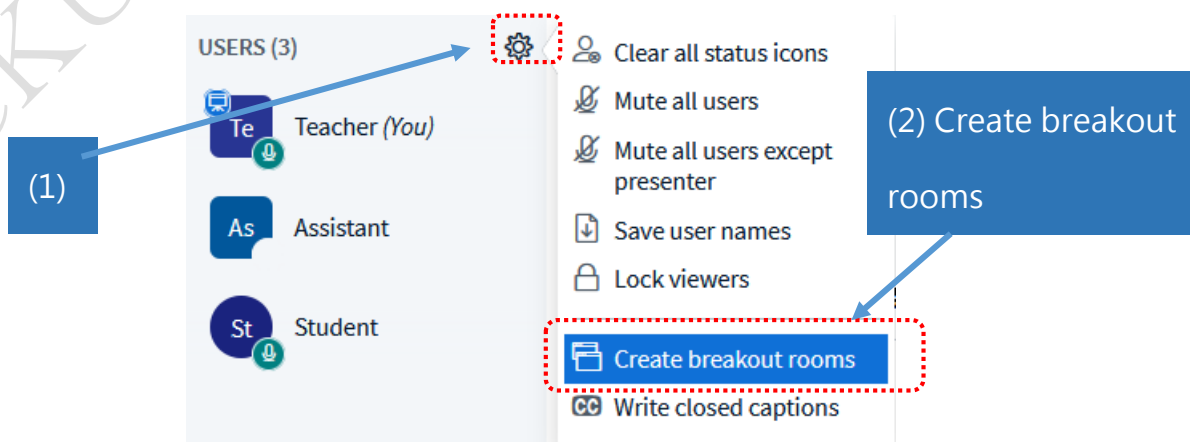 USERS (3)
Te
Teacher (You)
As
Assistant
St
Student
(1)
Clear all status icons
Mute all users
Mute all users except
presenter
Save user names
Lock viewers
Create breakout rooms
CC Write closed captions
(2) Create breakout
rooms